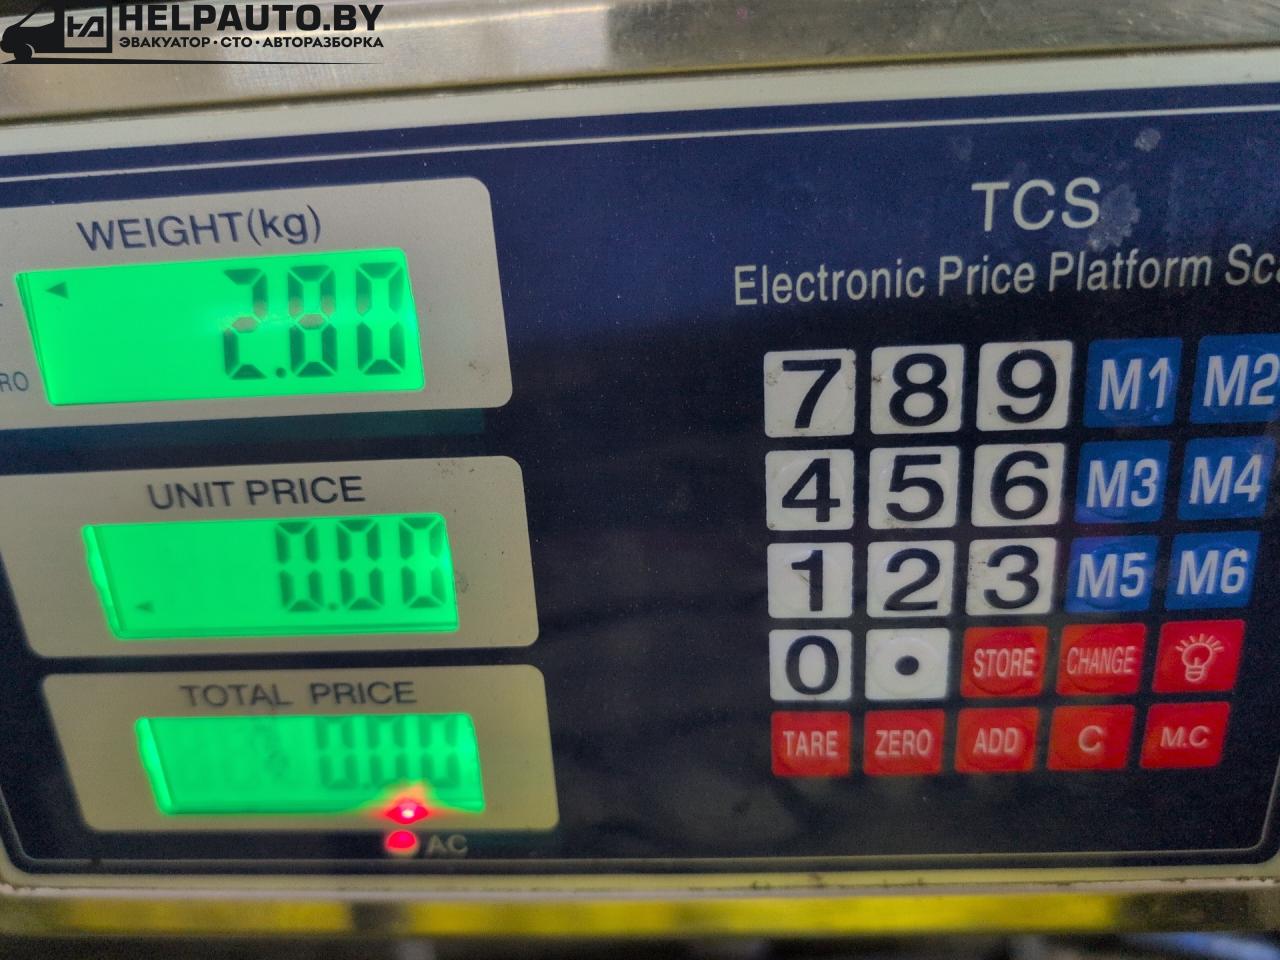 HELPAUTO.BY
ЭВАКУАТОР · СТО · АВТОРАЗБОРКА
WEIGHT(kg)
2.80
UNIT PRICE
0.00
TOTAL PRICE
0.00
AC
TCS
Electronic Price Platform
7 8 9 M1 M2
4 5 6 M3 M4
1 2 3 M5 M6
0 • STORE CHANGE
TARE ZERO ADD C M.C